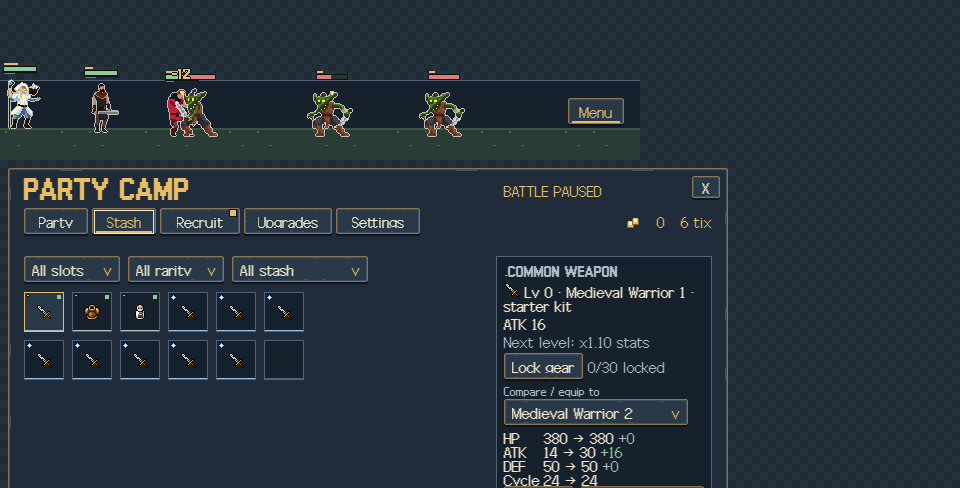 -12
Menu
PARTY CAMP
BATTLE PAUSED
X
Party
Stash
Recruit
Upgrades
Settings
0
6 tix
All slots
All rarity
All stash
COMMON WEAPON
Lv 0 · Medieval Warrior 1 ·
starter kit
ATK 16
Next level: x1.10 stats
Lock gear
0/30 locked
Compare / equip to
Medieval Warrior 2
HP 380 → 380 +0
ATK 14 → 30 +16
DEF 50 → 50 +0
Cycle 24 → 24